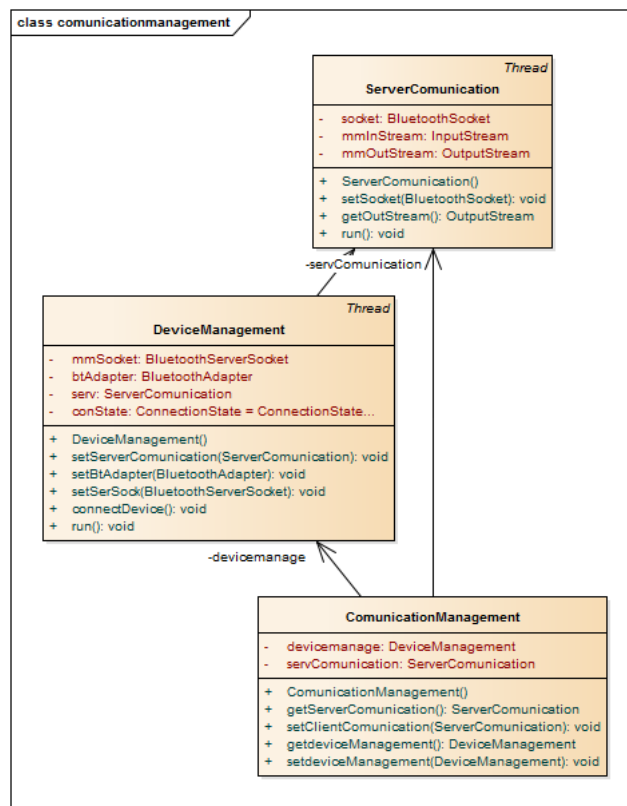 class comunicationmanagement
Thread
ServerComunication
- socket: BluetoothSocket
- mmInStream: InputStream
- mmOutStream: OutputStream
+ ServerComunication()
+ setSocket(BluetoothSocket): void
+ getOutStream(): OutputStream
+ run(): void
-servComunication
Thread
DeviceManagement
- mmSocket: BluetoothServerSocket
- btAdapter: BluetoothAdapter
- serv: ServerComunication
- conState: ConnectionState = ConnectionState...
+ DeviceManagement()
+ setServerComunication(ServerComunication): void
+ setBtAdapter(BluetoothAdapter): void
+ setSerSock(BluetoothServerSocket): void
+ connectDevice(): void
+ run(): void
-devicemanage
ComunicationManagement
- devicemanage: DeviceManagement
- servComunication: ServerComunication
+ ComunicationManagement()
+ getServerComunication(): ServerComunication
+ setClientComunication(ServerComunication): void
+ getdeviceManagement(): DeviceManagement
+ setdeviceManagement(DeviceManagement): void